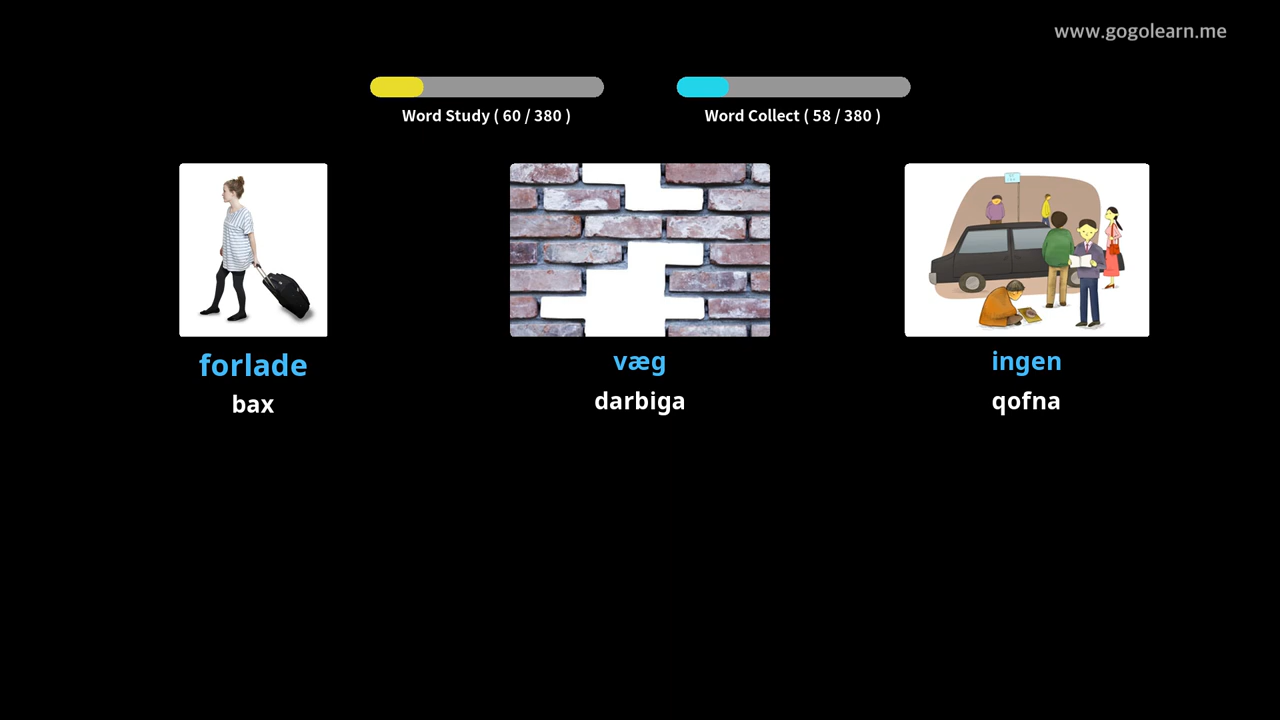 www.gogolearn.me
Word Study ( 60 / 380 )
Word Collect ( 58 / 380 )
forlade
bax
væg
darbiga
ingen
qofna